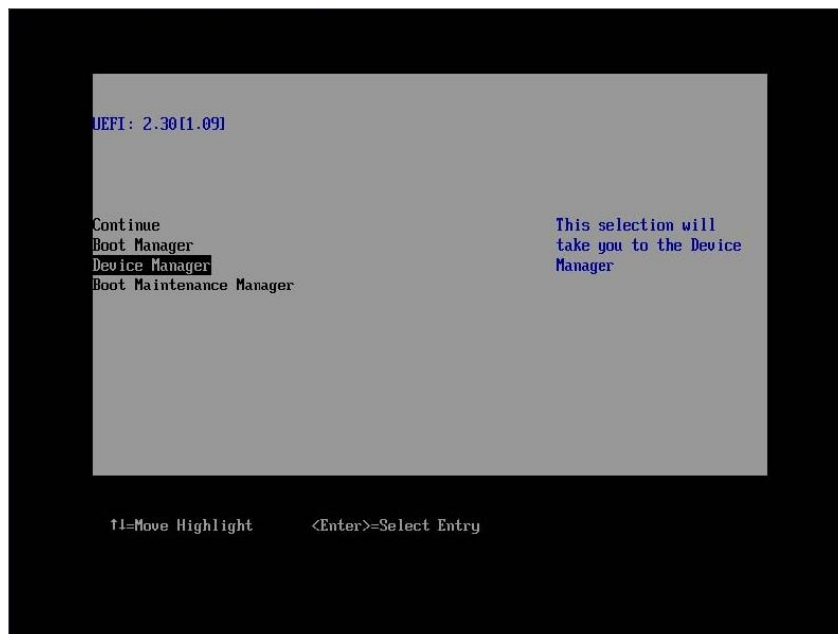 UEFI: 2.30[1.09]
Continue
Boot Manager
Device Manager
Boot Maintenance Manager
This selection will
take you to the Device
Manager
↑↓=Move Highlight
<Enter>=Select Entry